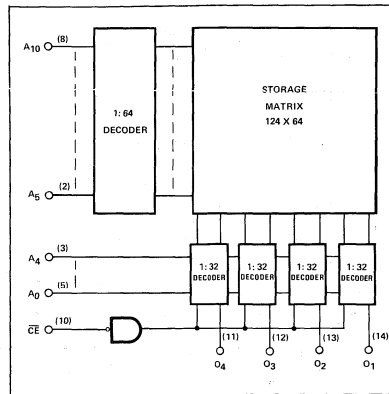 A10 (8)
1: 64
DECODER
STORAGE
MATRIX
124 X 64
A5 (2)
A4 (3)
A0 (5)
1: 32
DECODER
1: 32
DECODER
1: 32
DECODER
1: 32
DECODER
CE (10)
(11)
(12)
(13)
(14)
O4
O3
O2
O1